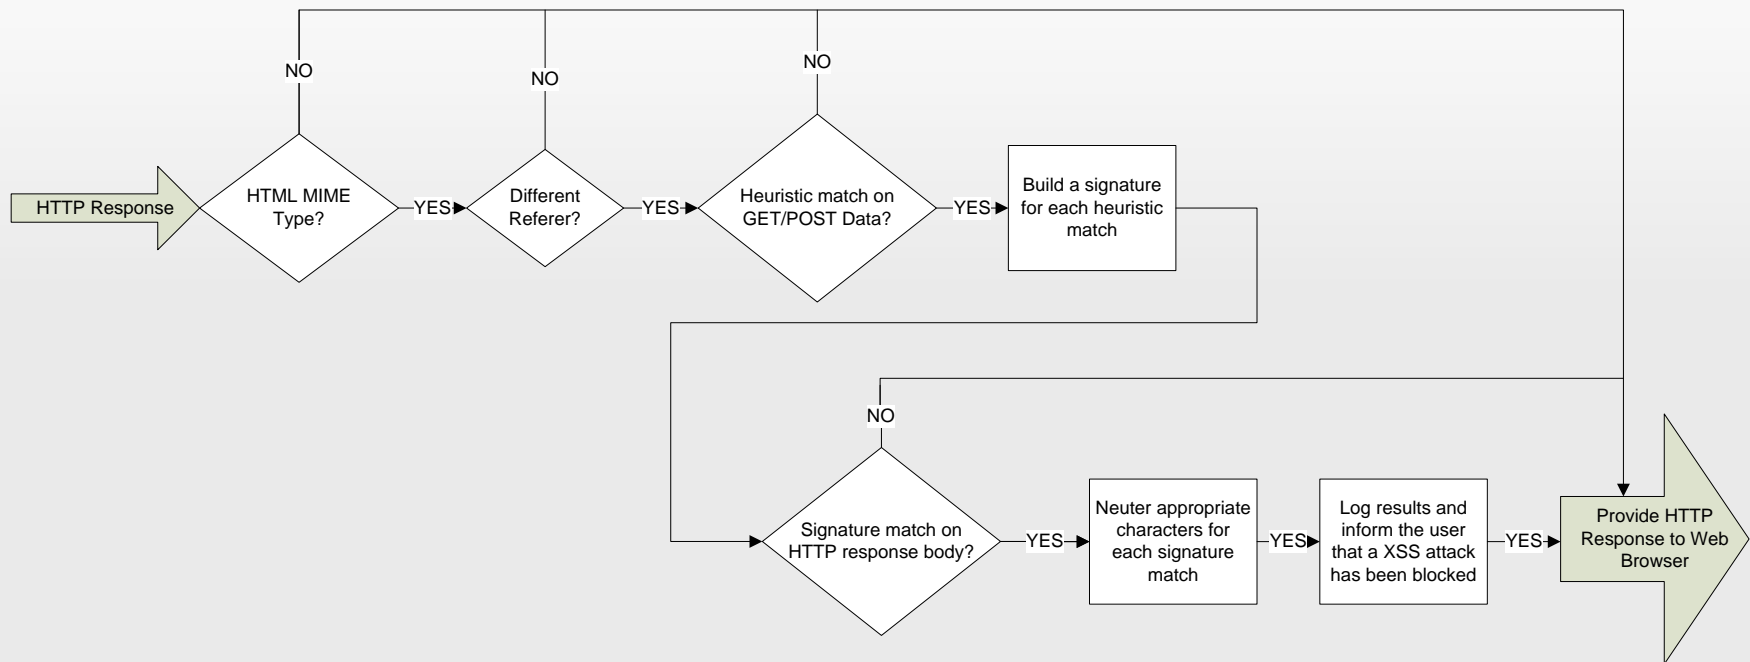 NO
NO
NO
HTTP Response
HTML MIME
Type?
YES
Different
Referer?
YES
Heuristic match on
GET/POST Data?
YES
Build a signature
for each heuristic
match
NO
Signature match on
HTTP response body?
YES
Neuter appropriate
characters for
each signature
match
YES
Log results and
inform the user
that a XSS attack
has been blocked
YES
Provide HTTP
Response to Web
Browser